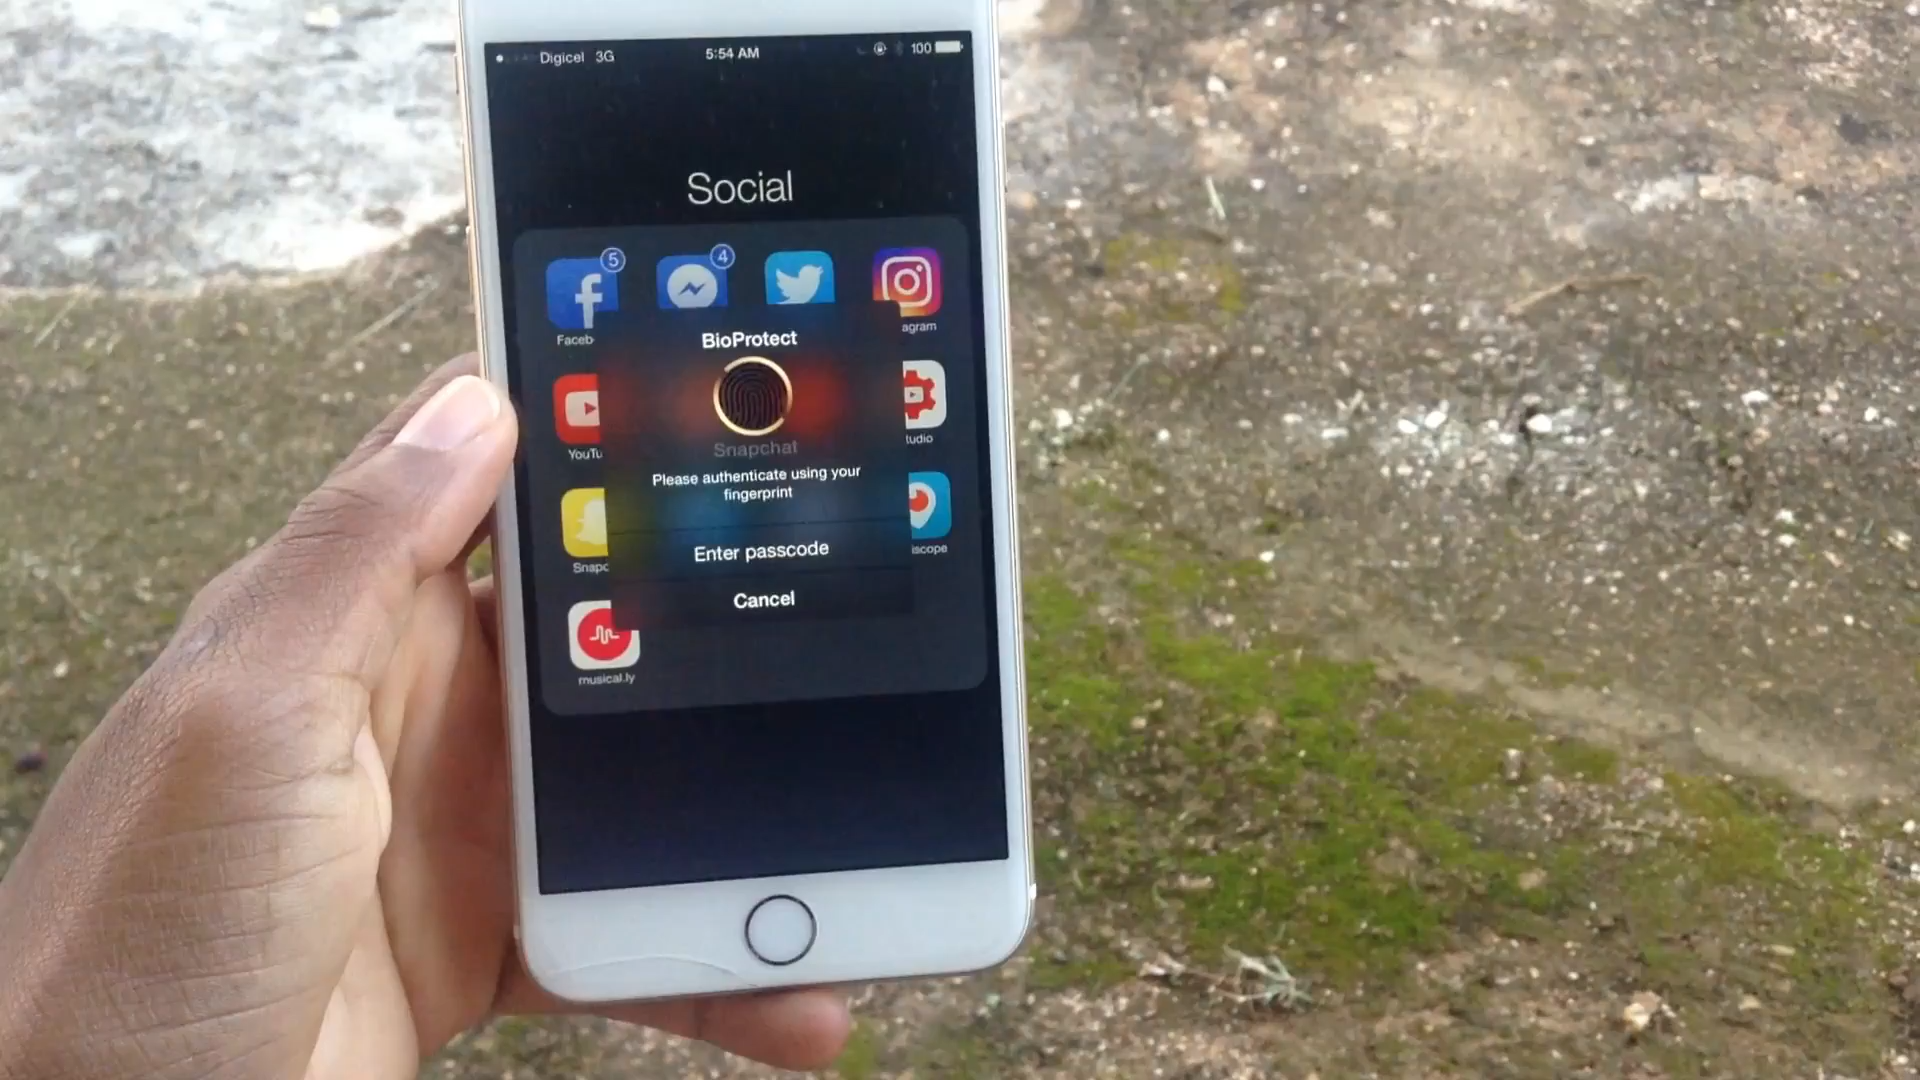 Digicel 3G 5:54 AM 100
Social
5 4
Faceb agram
BioProtect
Snapchat
YouTu tudio
Please authenticate using your
fingerprint
Enter passcode
Snapc iscope
Cancel
musical.ly